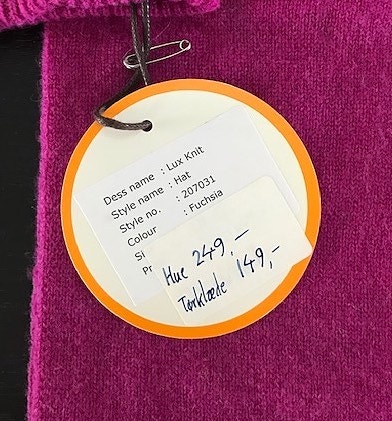 Dess name : Lux Knit
Style name : Hat
Style no. : 207031
Colour : Fuchsia
Si
Pr
Hue 249,-
Tørklæde 149,-